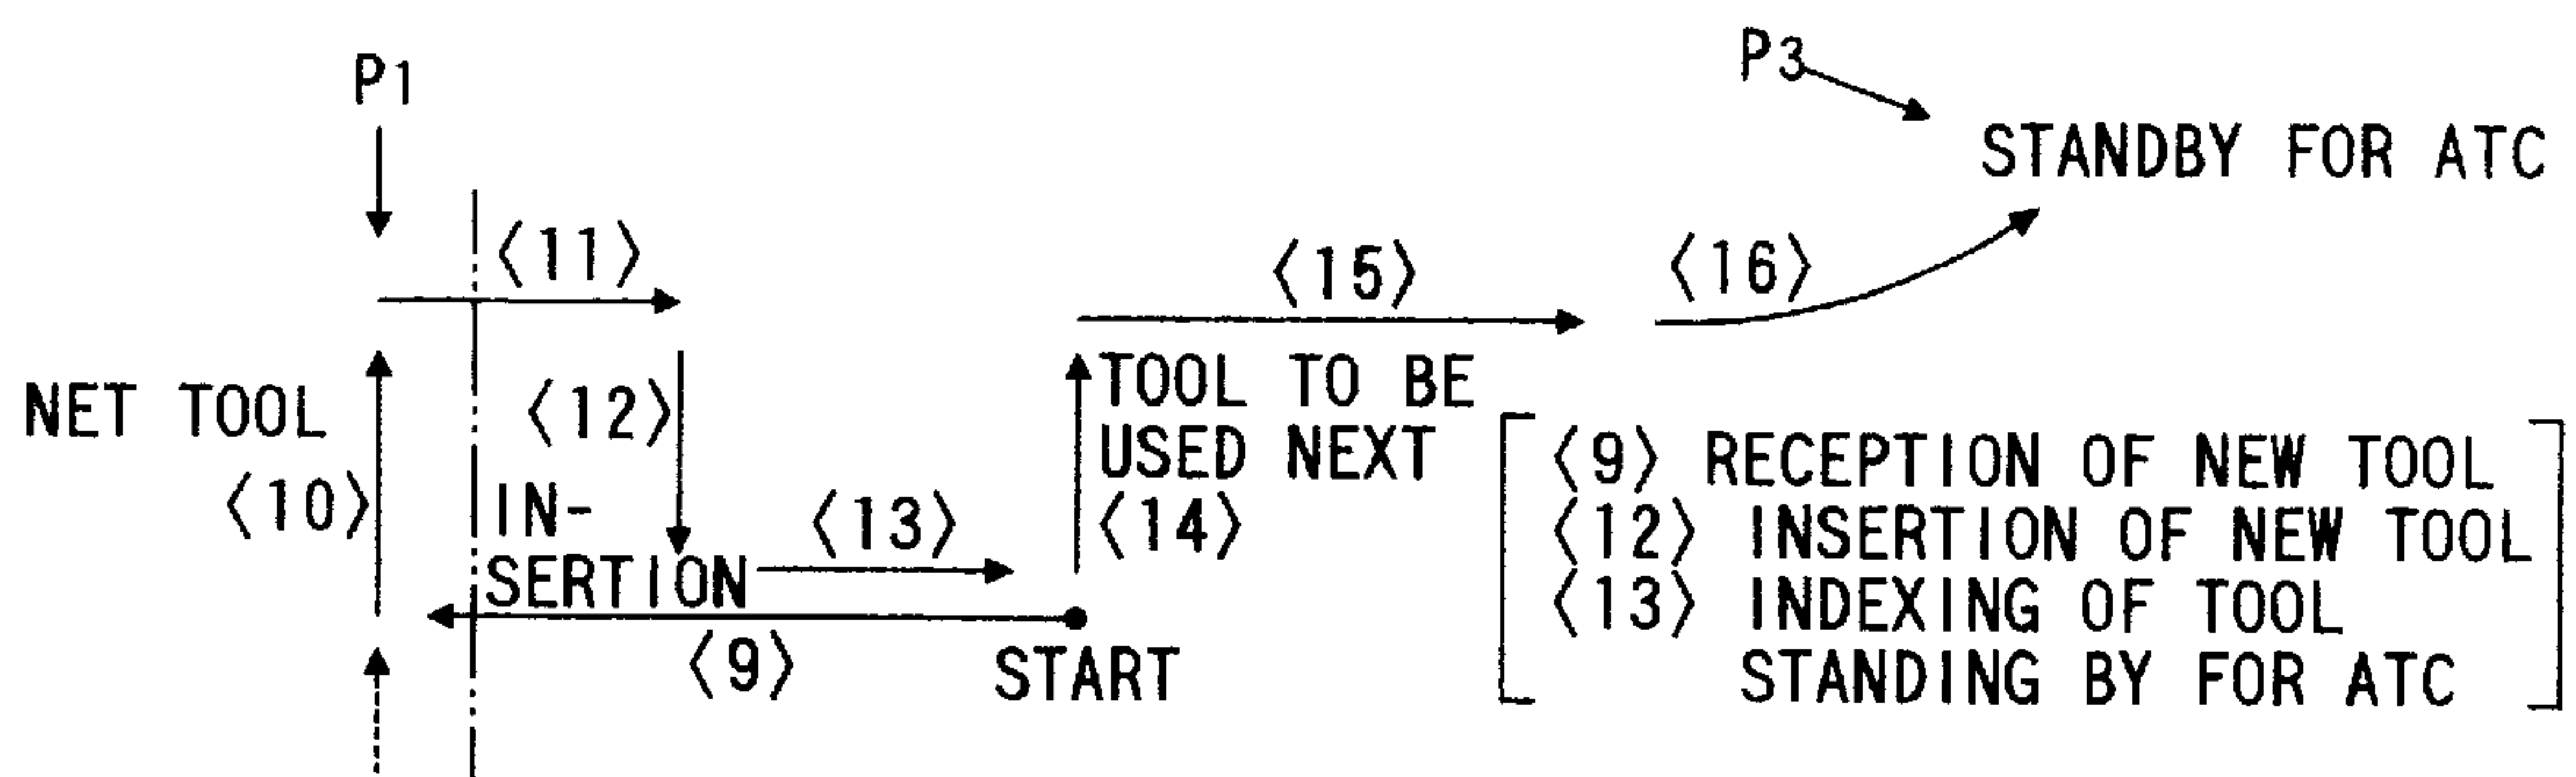 P1
P3
STANDBY FOR ATC
〈11〉
〈15〉
〈16〉
NET TOOL
〈10〉
〈12〉
IN-
SERTION
〈13〉
TOOL TO BE
USED NEXT
〈14〉
〈9〉
START
〈9〉 RECEPTION OF NEW TOOL
〈12〉 INSERTION OF NEW TOOL
〈13〉 INDEXING OF TOOL
STANDING BY FOR ATC